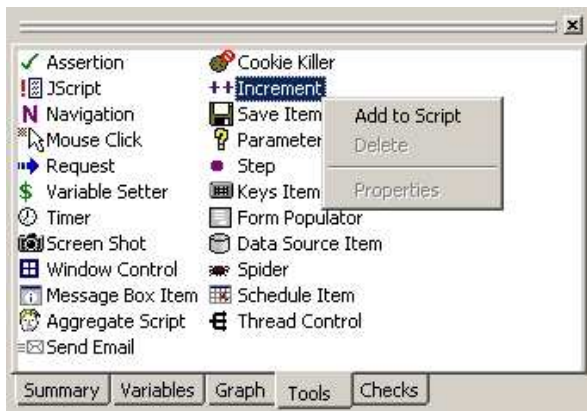 Assertion
JScript
Navigation
Mouse Click
Request
Variable Setter
Timer
Screen Shot
Window Control
Message Box Item
Aggregate Script
Send Email
Cookie Killer
Increment
Save Item
Parameter
Step
Keys Item
Form Populator
Data Source Item
Spider
Schedule Item
Thread Control
Add to Script
Delete
Properties
Summary Variables Graph Tools Checks